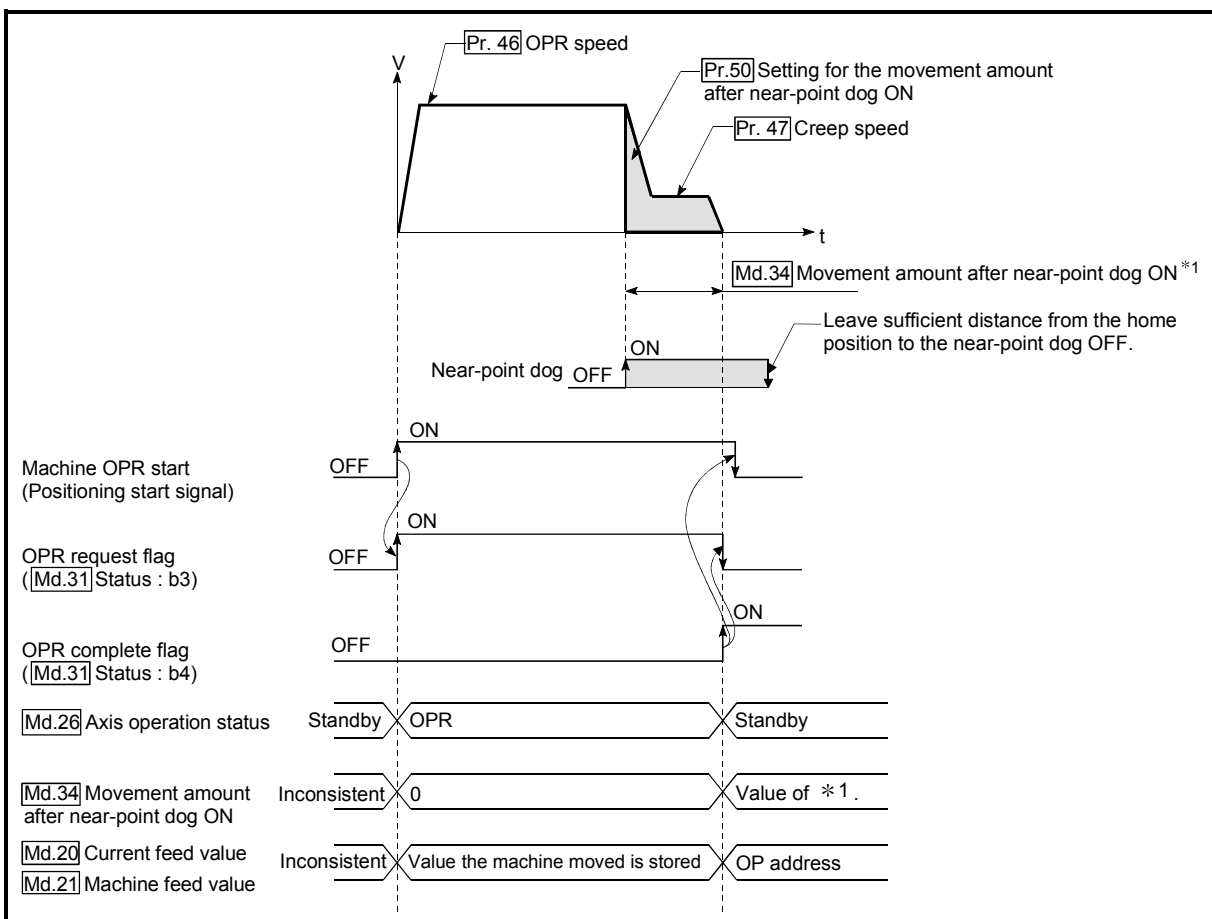 Pr. 46 OPR speed
V
Pr.50 Setting for the movement amount
after near-point dog ON
Pr. 47 Creep speed
t
Md.34 Movement amount after near-point dog ON*1
Leave sufficient distance from the home
position to the near-point dog OFF.
ON
Near-point dog OFF
ON
Machine OPR start
(Positioning start signal)
OFF
ON
OPR request flag
(Md.31 Status : b3)
OFF
ON
OPR complete flag
(Md.31 Status : b4)
OFF
Md.26 Axis operation status Standby OPR Standby
Md.34 Movement amount
after near-point dog ON
Inconsistent 0 Value of *1.
Md.20 Current feed value
Md.21 Machine feed value
Inconsistent Value the machine moved is stored OP address